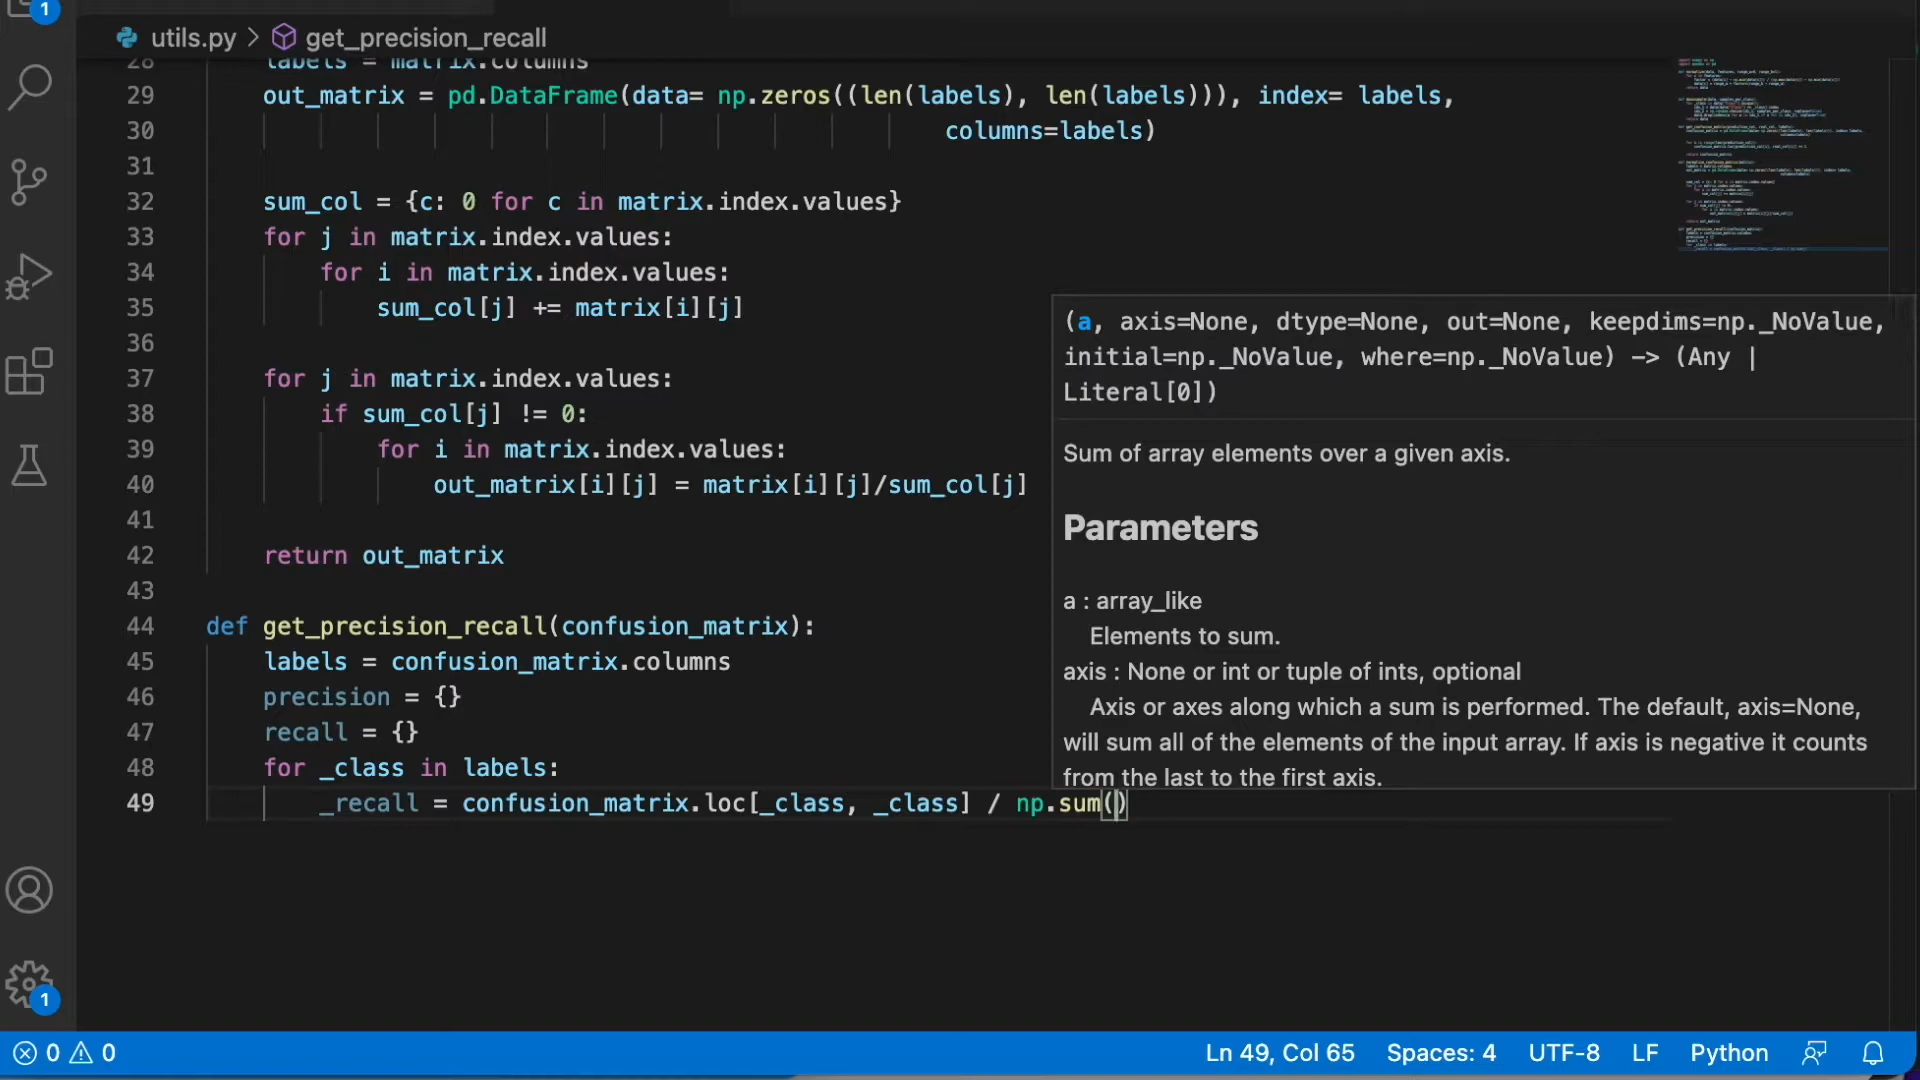 1
utils.py > get_precision_recall
28 labels = matrix.columns
29 out_matrix = pd.DataFrame(data= np.zeros((len(labels), len(labels))), index= labels,
30 columns=labels)
31
32 sum_col = {c: 0 for c in matrix.index.values}
33 for j in matrix.index.values:
34 for i in matrix.index.values:
35 sum_col[j] += matrix[i][j]
36
37 for j in matrix.index.values:
38 if sum_col[j] != 0:
39 for i in matrix.index.values:
40 out_matrix[i][j] = matrix[i][j]/sum_col[j]
41
42 return out_matrix
43
44 def get_precision_recall(confusion_matrix):
45 labels = confusion_matrix.columns
46 precision = {}
47 recall = {}
48 for _class in labels:
49 _recall = confusion_matrix.loc[_class, _class] / np.sum()
(a, axis=None, dtype=None, out=None, keepdims=np._NoValue,
initial=np._NoValue, where=np._NoValue) -> (Any |
Literal[0])
Sum of array elements over a given axis.
Parameters
a : array_like
Elements to sum.
axis : None or int or tuple of ints, optional
Axis or axes along which a sum is performed. The default, axis=None,
will sum all of the elements of the input array. If axis is negative it counts
from the last to the first axis.
1
0 0 Ln 49, Col 65 Spaces: 4 UTF-8 LF Python